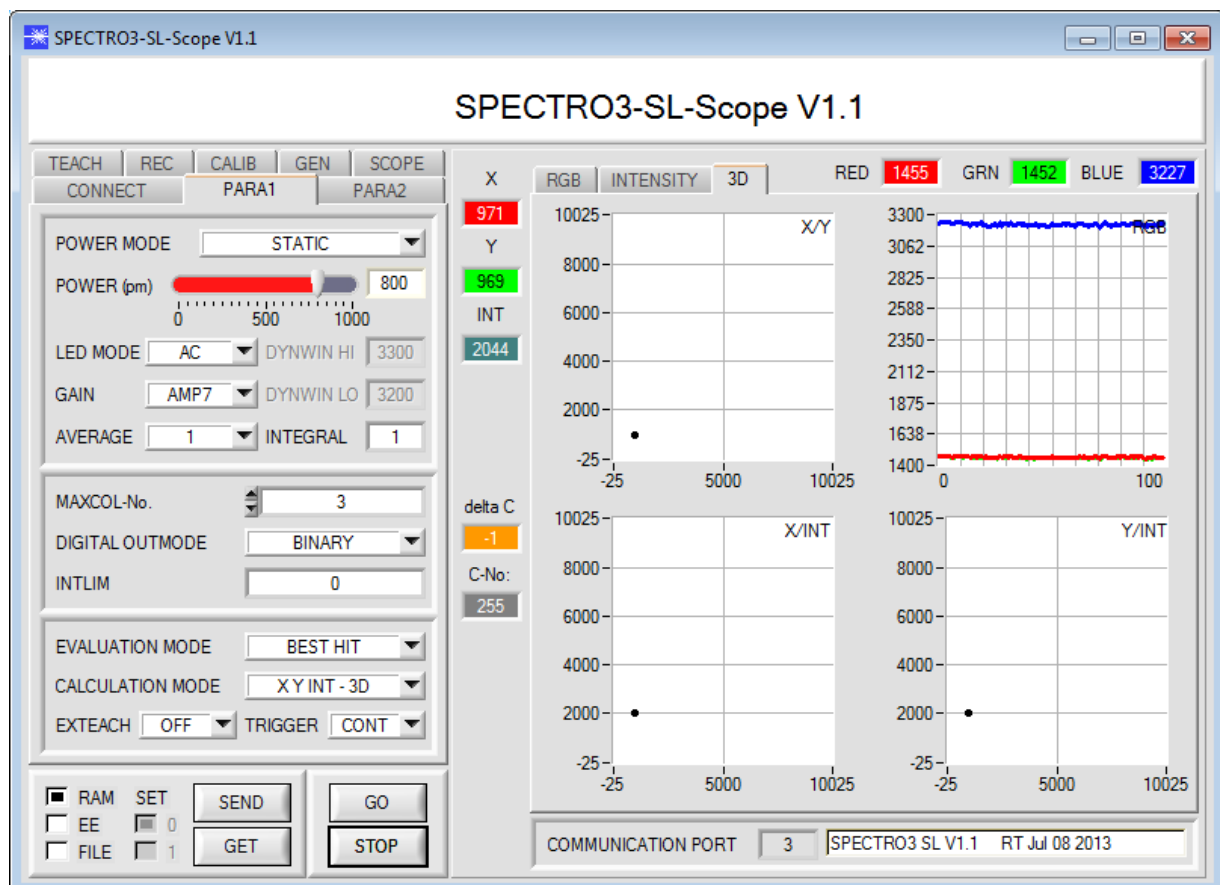 SPECTRO3-SL-Scope V1.1
SPECTRO3-SL-Scope V1.1
TEACH REC CALIB GEN SCOPE
CONNECT PARA1 PARA2
POWER MODE STATIC
POWER (pm) 800
0 500 1000
LED MODE AC DYNWIN HI 3300
GAIN AMP7 DYNWIN LO 3200
AVERAGE 1 INTEGRAL 1
MAXCOL-No. 3
DIGITAL OUTMODE BINARY
INTLIM 0
EVALUATION MODE BEST HIT
CALCULATION MODE X Y INT - 3D
EXTEACH OFF TRIGGER CONT
RAM SET SEND GO
EE 0
FILE 1 GET STOP
X
971
Y
969
INT
2044
delta C
-1
C-No:
255
RGB INTENSITY 3D RED 1455 GRN 1452 BLUE 3227
X/Y
10025
8000
6000
4000
2000
-25
-25 5000 10025
RGB
3300
3062
2825
2588
2350
2112
1875
1638
1400
0 100
X/INT
10025
8000
6000
4000
2000
-25
-25 5000 10025
Y/INT
10025
8000
6000
4000
2000
-25
-25 5000 10025
COMMUNICATION PORT 3 SPECTRO3 SL V1.1 RT Jul 08 2013